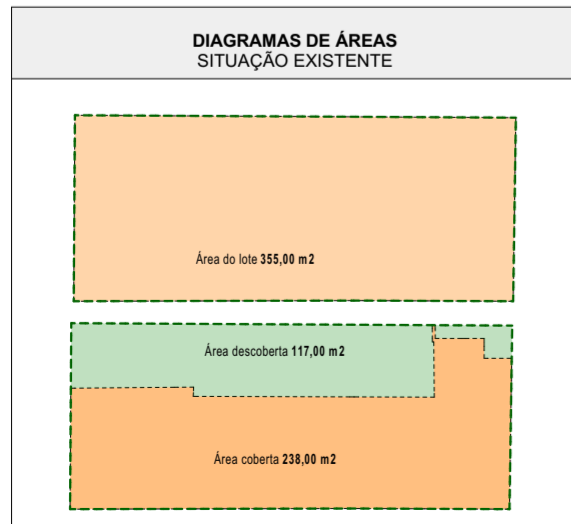 DIAGRAMAS DE ÁREAS
SITUAÇÃO EXISTENTE
Área do lote 355,00 m2
Área descoberta 117,00 m2
Área coberta 238,00 m2